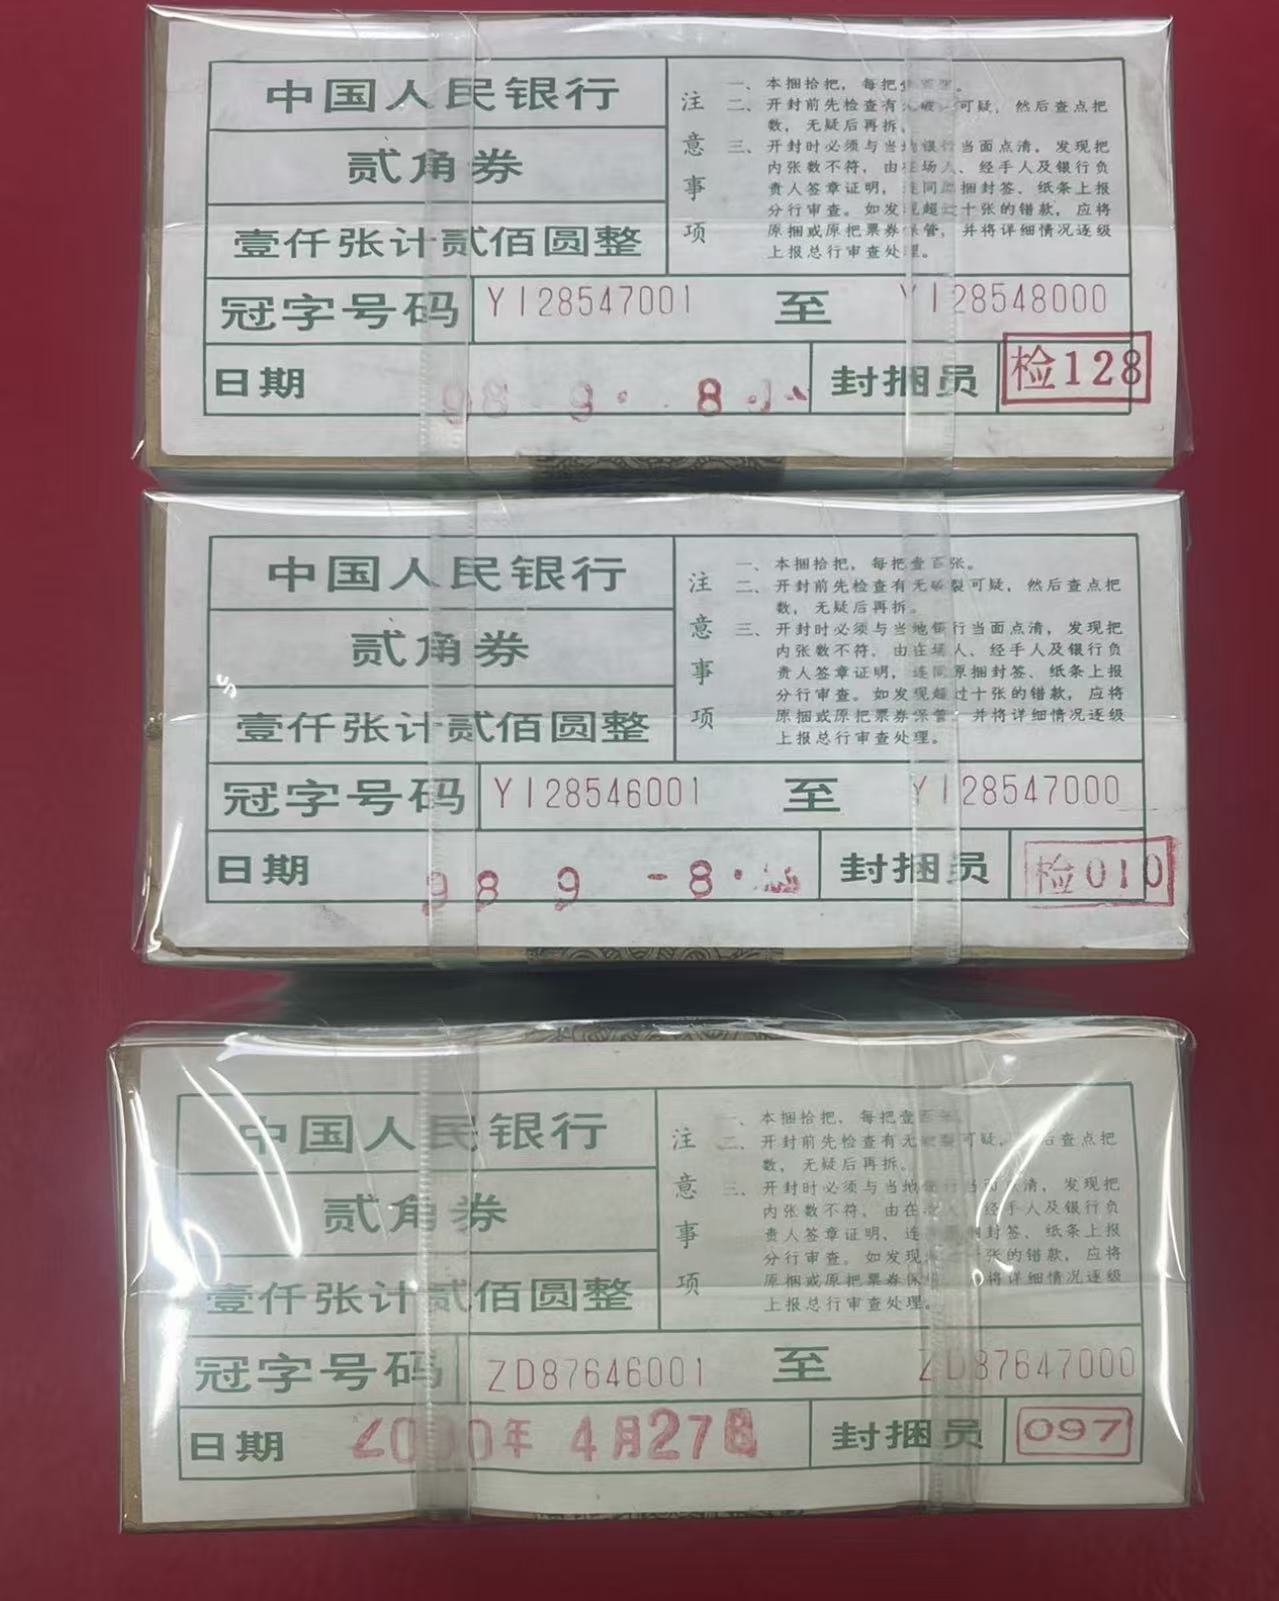 中国人民银行
贰角券
壹仟张计贰佰圆整
注意事项
一、本捆拾把，每把壹百张。
二、开封前先检查有无破裂可疑，然后查点把
数，无疑后再拆。
三、开封时必须与当地银行当面点清，发现把
内张数不符，由在场人、经手人及银行负
责人签章证明，连同原捆封签、纸条上报
分行审查。如发现超过十张的错款，应将
原捆或原把票券保管，并将详细情况逐级
上报总行审查处理。
冠字号码 YI28547001 至 YI28548000
日期 98 9. 8. 封捆员 检128
中国人民银行
贰角券
壹仟张计贰佰圆整
注意事项
一、本捆拾把，每把壹百张。
二、开封前先检查有无破裂可疑，然后查点把
数，无疑后再拆。
三、开封时必须与当地银行当面点清，发现把
内张数不符，由在场人、经手人及银行负
责人签章证明，连同原捆封签、纸条上报
分行审查。如发现超过十张的错款，应将
原捆或原把票券保管，并将详细情况逐级
上报总行审查处理。
冠字号码 YI28546001 至 YI28547000
日期 98 9 -8. 封捆员 检010
中国人民银行
贰角券
壹仟张计贰佰圆整
注意事项
一、本捆拾把，每把壹百张。
二、开封前先检查有无破裂可疑，然后查点把
数，无疑后再拆。
三、开封时必须与当地银行当面点清，发现把
内张数不符，由在场人、经手人及银行负
责人签章证明，连同原捆封签、纸条上报
分行审查。如发现超过十张的错款，应将
原捆或原把票券保管，并将详细情况逐级
上报总行审查处理。
冠字号码 ZD87646001 至 ZD87647000
日期 2000年 4月27日 封捆员 097